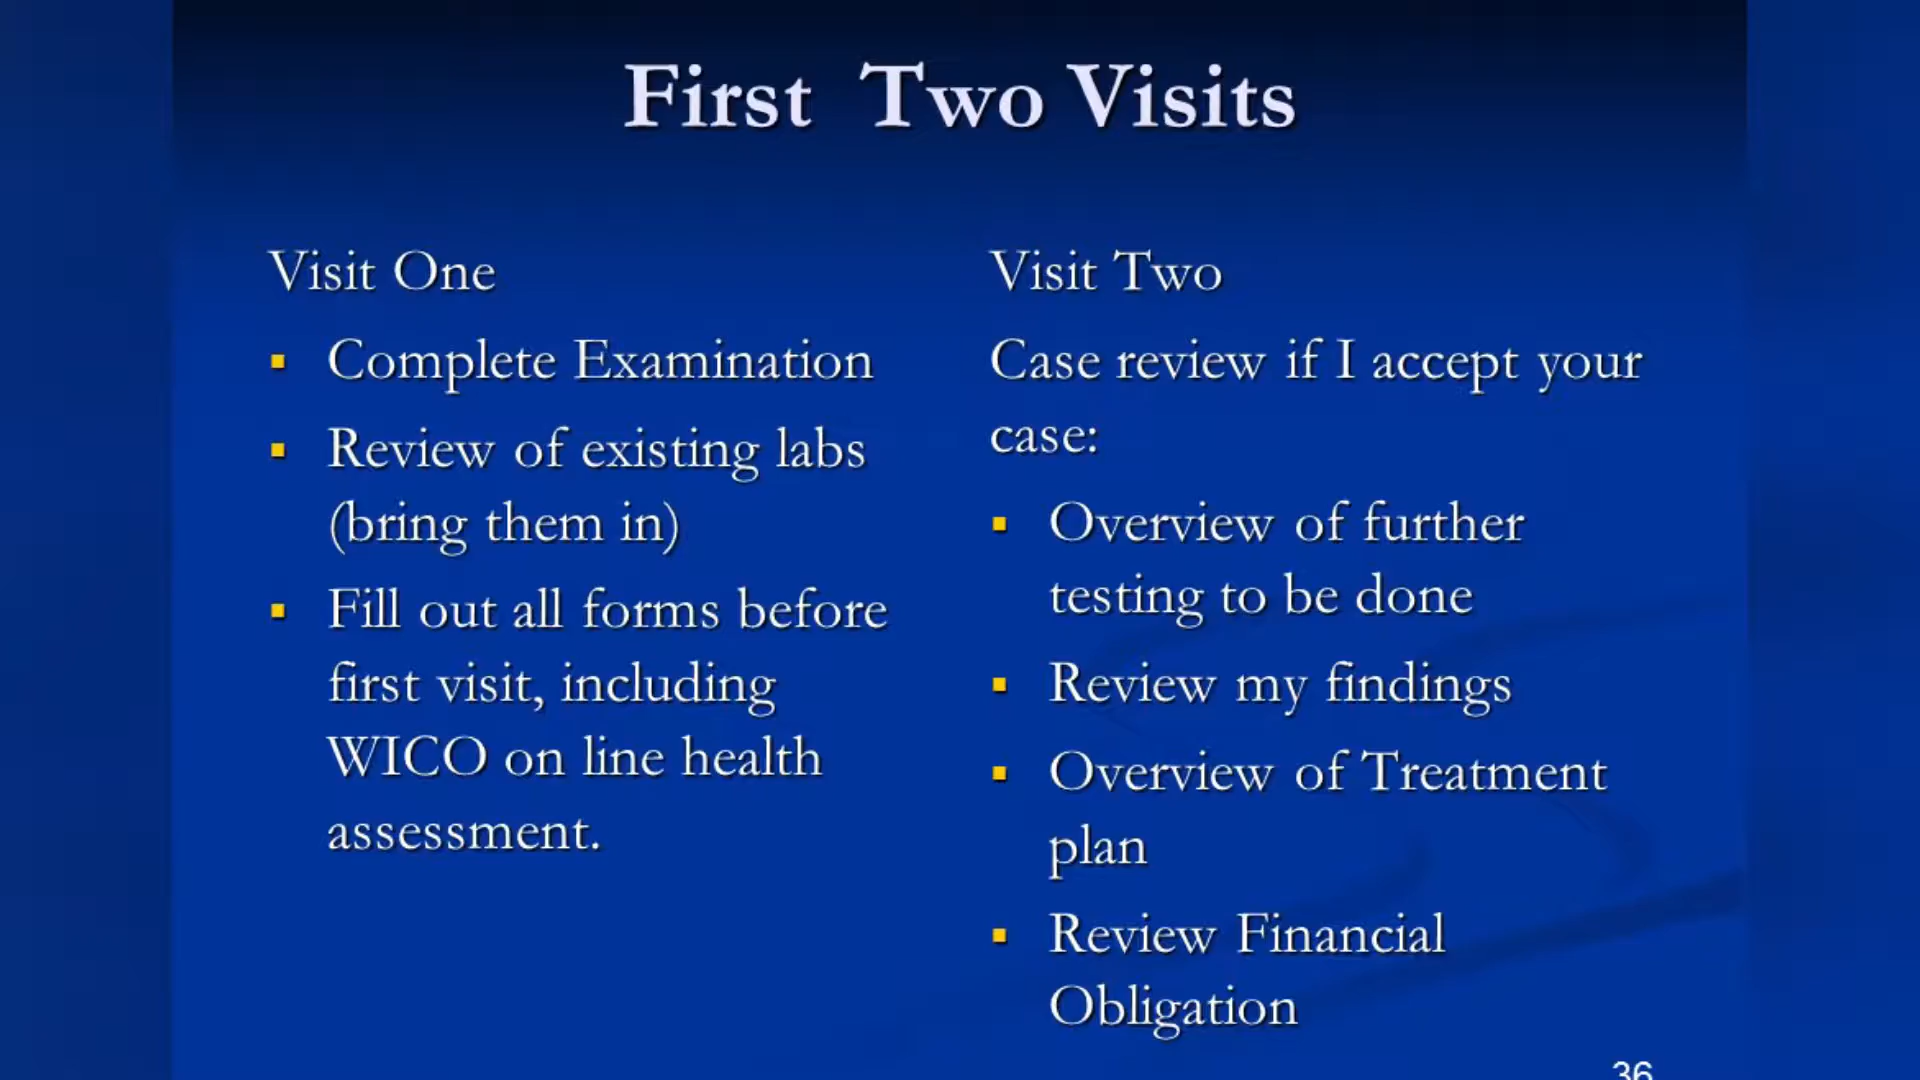 First Two Visits
Visit One
Complete Examination
Review of existing labs
(bring them in)
Fill out all forms before
first visit, including
WICO on line health
assessment.
Visit Two
Case review if I accept your
case:
Overview of further
testing to be done
Review my findings
Overview of Treatment
plan
Review Financial
Obligation
36